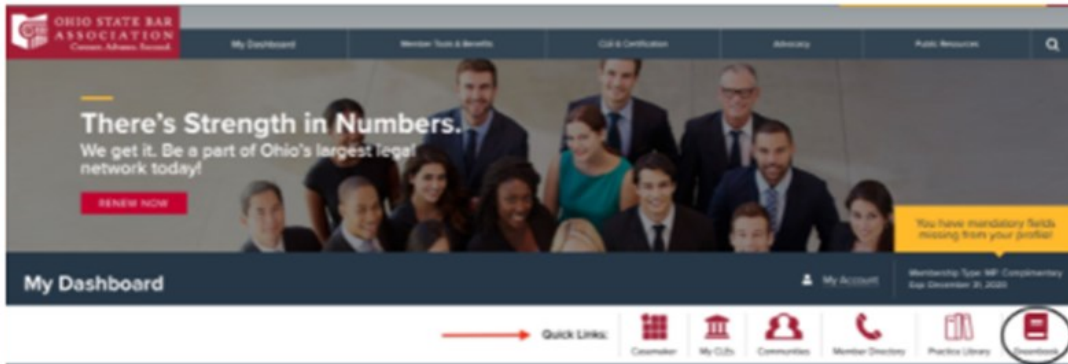 OHIO STATE BAR
ASSOCIATION
Connect. Advance. Succeed.
My Dashboard
Member Tools & Benefits
CLE & Certification
Advocacy
Public Resources
There's Strength in Numbers.
We get it. Be a part of Ohio's largest legal
network today!
RENEW NOW
You have mandatory fields
missing from your profile!
My Dashboard
My Account
Membership Type: MP: Complimentary
Exp: December 31, 2020
Quick Links:
Casemaker
My CLEs
Communities
Member Directory
Practice Library
Greenbook